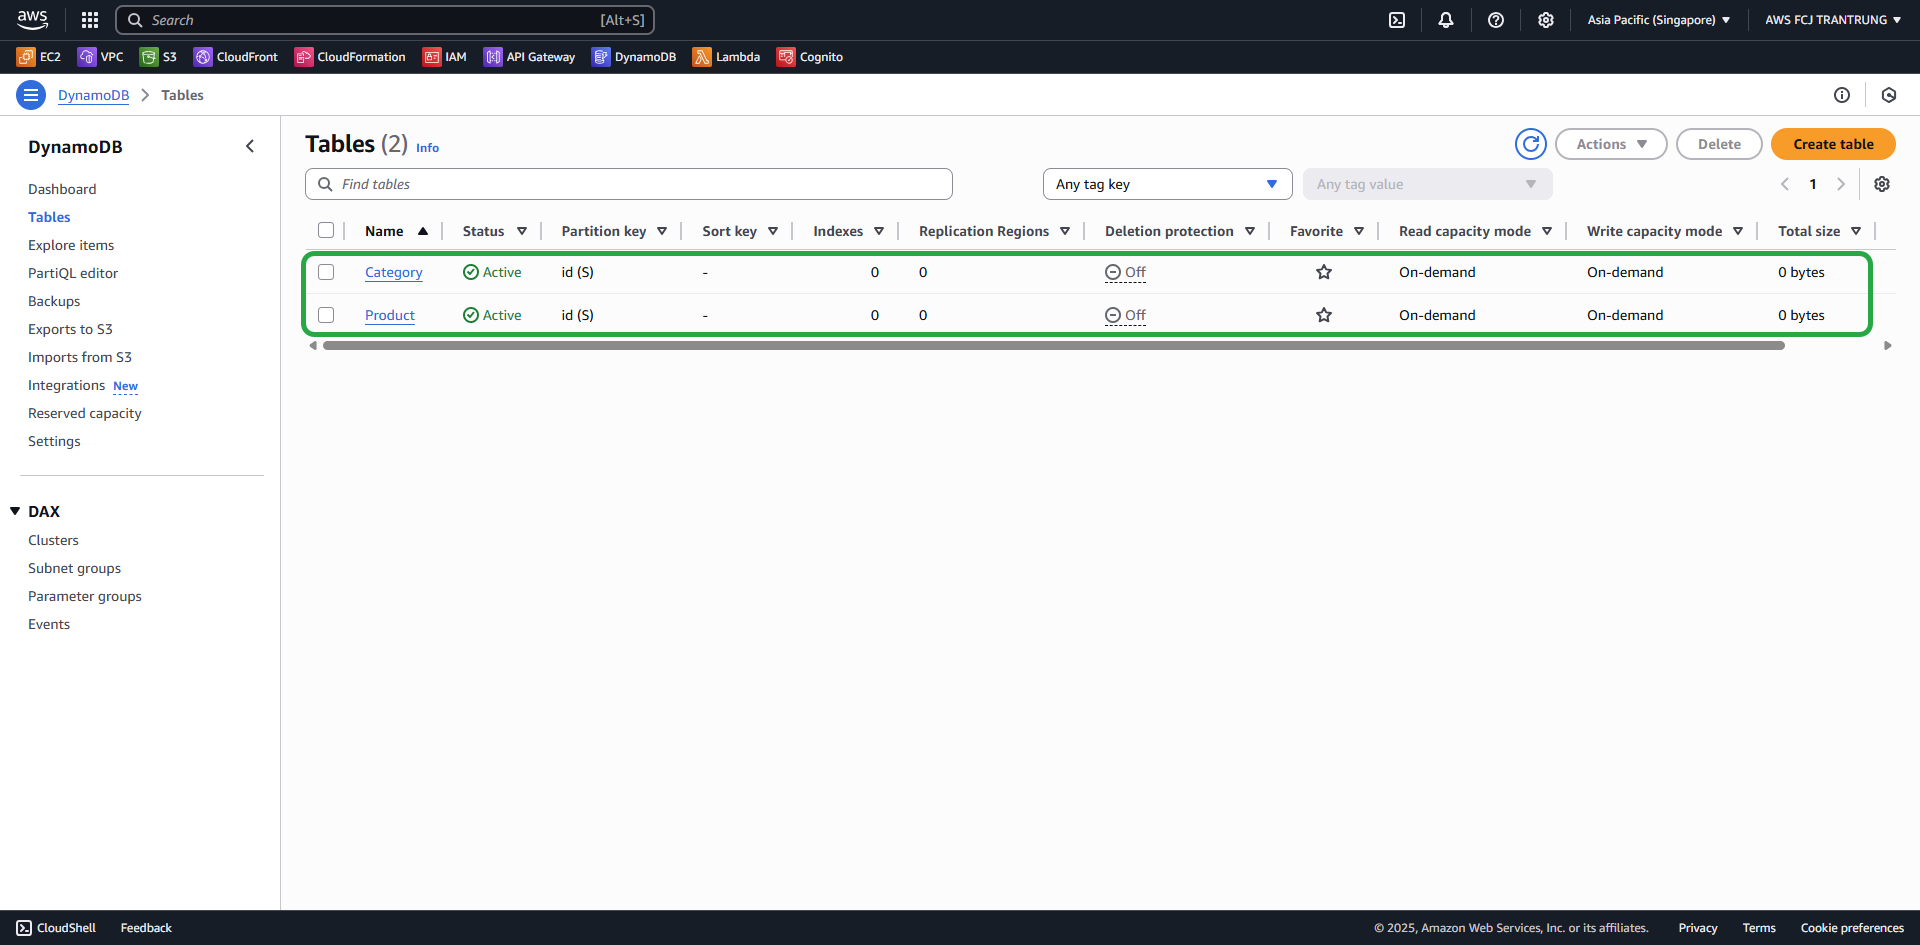 aws Search [Alt+S] Asia Pacific (Singapore) AWS FCJ TRANTRUNG
EC2 VPC S3 CloudFront CloudFormation IAM API Gateway DynamoDB Lambda Cognito
DynamoDB Tables
DynamoDB
Dashboard
Tables
Explore items
PartiQL editor
Backups
Exports to S3
Imports from S3
Integrations New
Reserved capacity
Settings
DAX
Clusters
Subnet groups
Parameter groups
Events
Tables (2) Info Actions Delete Create table
Find tables Any tag key Any tag value 1
Name Status Partition key Sort key Indexes Replication Regions Deletion protection Favorite Read capacity mode Write capacity mode Total size
Category Active id (S) - 0 0 Off On-demand On-demand 0 bytes
Product Active id (S) - 0 0 Off On-demand On-demand 0 bytes
CloudShell Feedback © 2025, Amazon Web Services, Inc. or its affiliates. Privacy Terms Cookie preferences